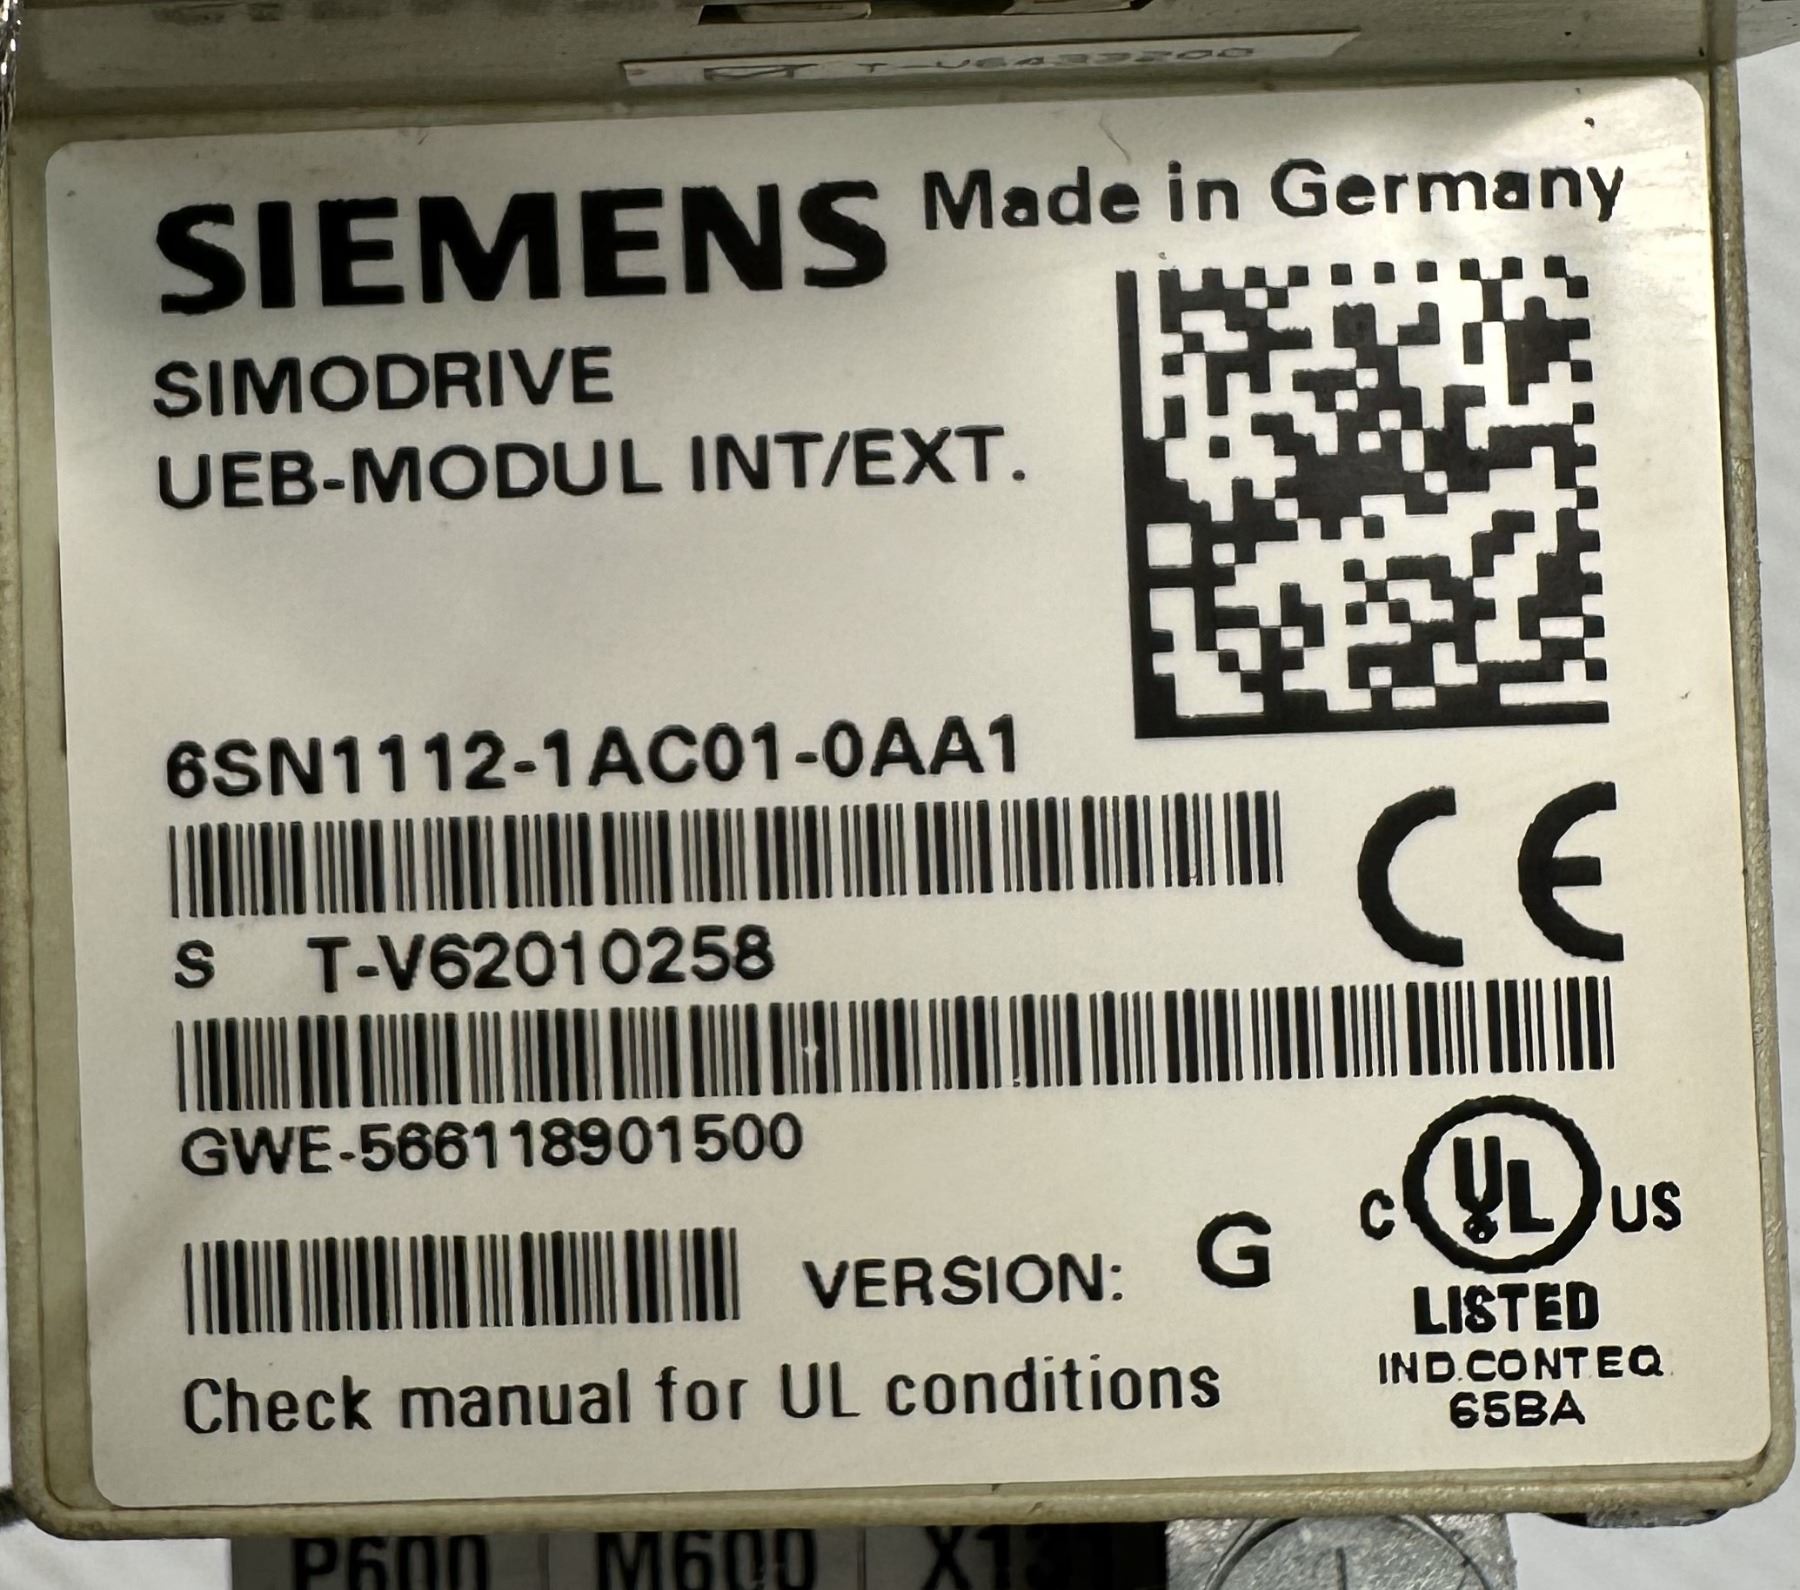 SIEMENS Made in Germany
SIMODRIVE
UEB-MODUL INT/EXT.
6SN1112-1AC01-0AA1
CE
S T-V62010258
GWE-566118901500
C UL US
VERSION: G
LISTED
IND.CONT.EQ.
65BA
Check manual for UL conditions
P600 M600 X131